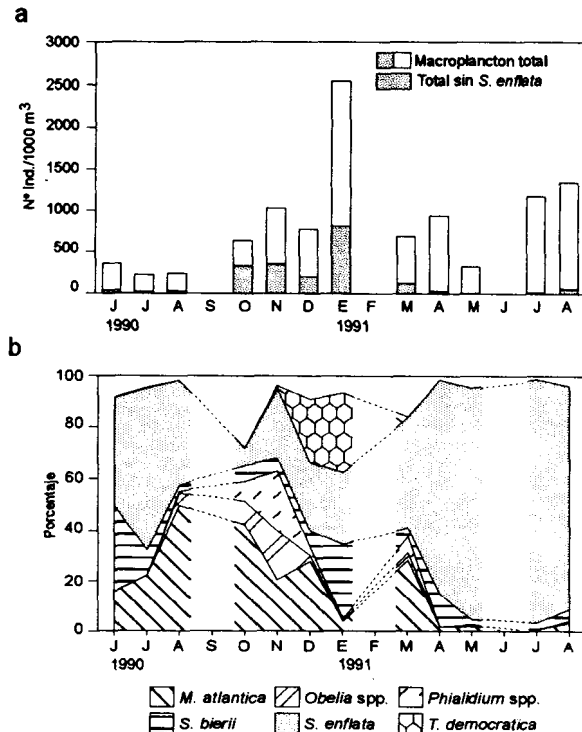 a
3000
2500
2000
1500
1000
500
0
Nº Ind./1000 m³
Macroplancton total
Total sin S. enflata
J J A S O N D E F M A M J J A
1990 1991
b
100
80
60
40
20
0
Porcentaje
J J A S O N D E F M A M J J A
1990 1991
M. atlantica Obelia spp. Phialidium spp.
S. bierii S. enflata T. democratica